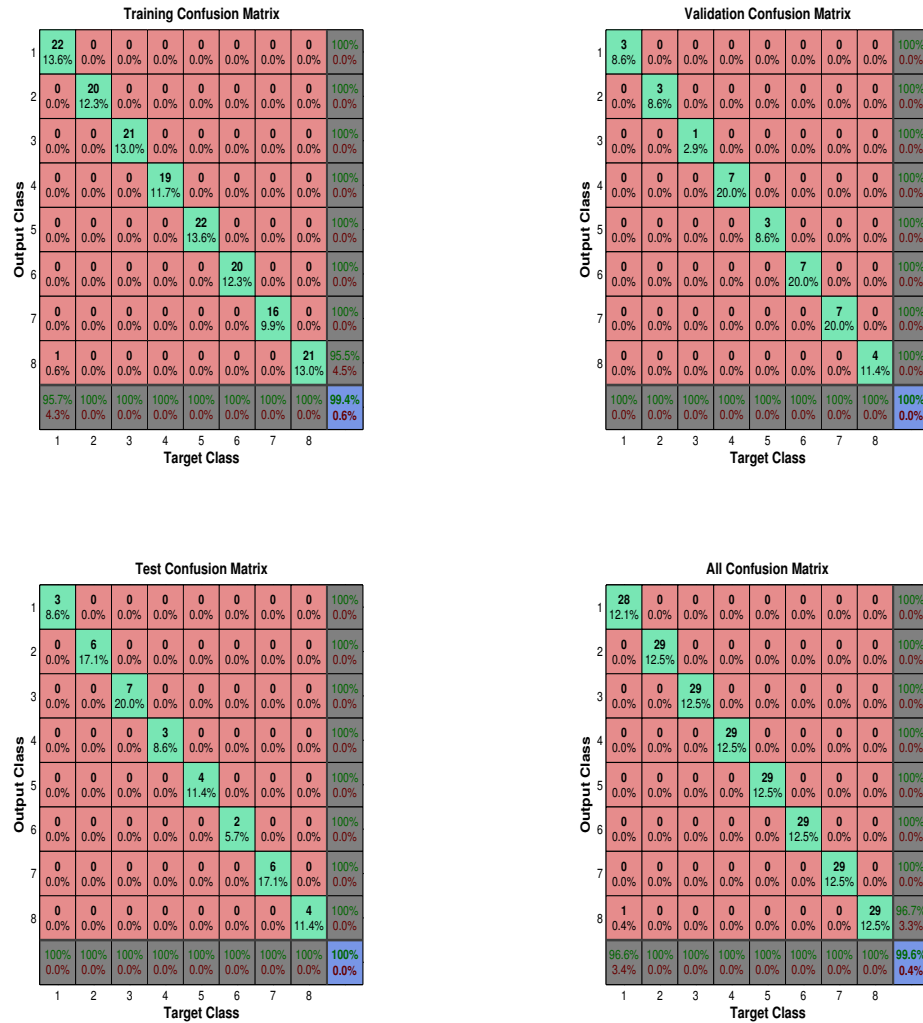 Training Confusion Matrix
Output Class
1 22 0 0 0 0 0 0 0 100%
13.6% 0.0% 0.0% 0.0% 0.0% 0.0% 0.0% 0.0% 0.0%
2 0 20 0 0 0 0 0 0 100%
0.0% 12.3% 0.0% 0.0% 0.0% 0.0% 0.0% 0.0% 0.0%
3 0 0 21 0 0 0 0 0 100%
0.0% 0.0% 13.0% 0.0% 0.0% 0.0% 0.0% 0.0% 0.0%
4 0 0 0 19 0 0 0 0 100%
0.0% 0.0% 0.0% 11.7% 0.0% 0.0% 0.0% 0.0% 0.0%
5 0 0 0 0 22 0 0 0 100%
0.0% 0.0% 0.0% 0.0% 13.6% 0.0% 0.0% 0.0% 0.0%
6 0 0 0 0 0 20 0 0 100%
0.0% 0.0% 0.0% 0.0% 0.0% 12.3% 0.0% 0.0% 0.0%
7 0 0 0 0 0 0 16 0 100%
0.0% 0.0% 0.0% 0.0% 0.0% 0.0% 9.9% 0.0% 0.0%
8 1 0 0 0 0 0 0 21 95.5%
0.6% 0.0% 0.0% 0.0% 0.0% 0.0% 0.0% 13.0% 4.5%
95.7% 100% 100% 100% 100% 100% 100% 100% 99.4%
4.3% 0.0% 0.0% 0.0% 0.0% 0.0% 0.0% 0.0% 0.6%
1 2 3 4 5 6 7 8
Target Class
Validation Confusion Matrix
Output Class
1 3 0 0 0 0 0 0 0 100%
8.6% 0.0% 0.0% 0.0% 0.0% 0.0% 0.0% 0.0% 0.0%
2 0 3 0 0 0 0 0 0 100%
0.0% 8.6% 0.0% 0.0% 0.0% 0.0% 0.0% 0.0% 0.0%
3 0 0 1 0 0 0 0 0 100%
0.0% 0.0% 2.9% 0.0% 0.0% 0.0% 0.0% 0.0% 0.0%
4 0 0 0 7 0 0 0 0 100%
0.0% 0.0% 0.0% 20.0% 0.0% 0.0% 0.0% 0.0% 0.0%
5 0 0 0 0 3 0 0 0 100%
0.0% 0.0% 0.0% 0.0% 8.6% 0.0% 0.0% 0.0% 0.0%
6 0 0 0 0 0 7 0 0 100%
0.0% 0.0% 0.0% 0.0% 0.0% 20.0% 0.0% 0.0% 0.0%
7 0 0 0 0 0 0 7 0 100%
0.0% 0.0% 0.0% 0.0% 0.0% 0.0% 20.0% 0.0% 0.0%
8 0 0 0 0 0 0 0 4 100%
0.0% 0.0% 0.0% 0.0% 0.0% 0.0% 0.0% 11.4% 0.0%
100% 100% 100% 100% 100% 100% 100% 100% 100%
0.0% 0.0% 0.0% 0.0% 0.0% 0.0% 0.0% 0.0% 0.0%
1 2 3 4 5 6 7 8
Target Class
Test Confusion Matrix
Output Class
1 3 0 0 0 0 0 0 0 100%
8.6% 0.0% 0.0% 0.0% 0.0% 0.0% 0.0% 0.0% 0.0%
2 0 6 0 0 0 0 0 0 100%
0.0% 17.1% 0.0% 0.0% 0.0% 0.0% 0.0% 0.0% 0.0%
3 0 0 7 0 0 0 0 0 100%
0.0% 0.0% 20.0% 0.0% 0.0% 0.0% 0.0% 0.0% 0.0%
4 0 0 0 3 0 0 0 0 100%
0.0% 0.0% 0.0% 8.6% 0.0% 0.0% 0.0% 0.0% 0.0%
5 0 0 0 0 4 0 0 0 100%
0.0% 0.0% 0.0% 0.0% 11.4% 0.0% 0.0% 0.0% 0.0%
6 0 0 0 0 0 2 0 0 100%
0.0% 0.0% 0.0% 0.0% 0.0% 5.7% 0.0% 0.0% 0.0%
7 0 0 0 0 0 0 6 0 100%
0.0% 0.0% 0.0% 0.0% 0.0% 0.0% 17.1% 0.0% 0.0%
8 0 0 0 0 0 0 0 4 100%
0.0% 0.0% 0.0% 0.0% 0.0% 0.0% 0.0% 11.4% 0.0%
100% 100% 100% 100% 100% 100% 100% 100% 100%
0.0% 0.0% 0.0% 0.0% 0.0% 0.0% 0.0% 0.0% 0.0%
1 2 3 4 5 6 7 8
Target Class
All Confusion Matrix
Output Class
1 28 0 0 0 0 0 0 0 100%
12.1% 0.0% 0.0% 0.0% 0.0% 0.0% 0.0% 0.0% 0.0%
2 0 29 0 0 0 0 0 0 100%
0.0% 12.5% 0.0% 0.0% 0.0% 0.0% 0.0% 0.0% 0.0%
3 0 0 29 0 0 0 0 0 100%
0.0% 0.0% 12.5% 0.0% 0.0% 0.0% 0.0% 0.0% 0.0%
4 0 0 0 29 0 0 0 0 100%
0.0% 0.0% 0.0% 12.5% 0.0% 0.0% 0.0% 0.0% 0.0%
5 0 0 0 0 29 0 0 0 100%
0.0% 0.0% 0.0% 0.0% 12.5% 0.0% 0.0% 0.0% 0.0%
6 0 0 0 0 0 29 0 0 100%
0.0% 0.0% 0.0% 0.0% 0.0% 12.5% 0.0% 0.0% 0.0%
7 0 0 0 0 0 0 29 0 100%
0.0% 0.0% 0.0% 0.0% 0.0% 0.0% 12.5% 0.0% 0.0%
8 1 0 0 0 0 0 0 29 96.7%
0.4% 0.0% 0.0% 0.0% 0.0% 0.0% 0.0% 12.5% 3.3%
96.6% 100% 100% 100% 100% 100% 100% 100% 99.6%
3.4% 0.0% 0.0% 0.0% 0.0% 0.0% 0.0% 0.0% 0.4%
1 2 3 4 5 6 7 8
Target Class